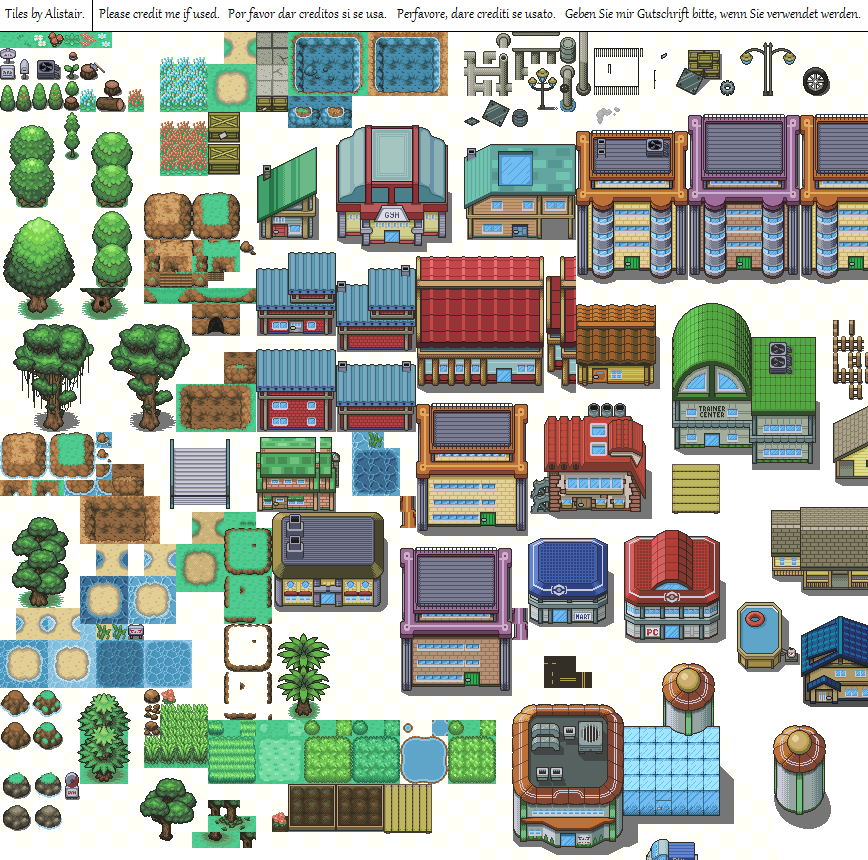 Tiles by Alistair. Please credit me if used. Por favor dar creditos si se usa. Perfavore, dare crediti se usato. Geben Sie mir Gutschrift bitte, wenn Sie verwendet werden.
GYM
TRAINER CENTER
MART
PC